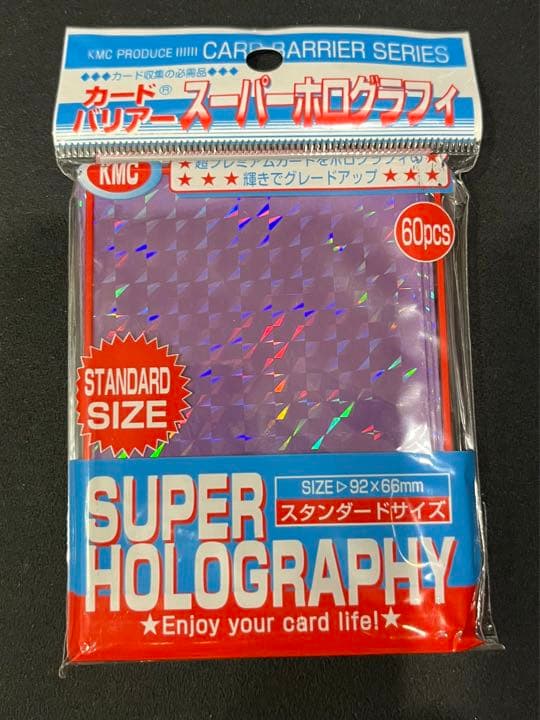 KMC PRODUCE CARD BARRIER SERIES
◆◆◆カード収集の必需品◆◆◆
カード
バリアー® スーパーホログラフィ
KMC
★超プレミアムカードをホログラフィの★
★★★輝きでグレードアップ★★★
60pcs
STANDARD
SIZE
SIZE▷92×66mm
スタンダードサイズ
SUPER
HOLOGRAPHY
★Enjoy your card life!★